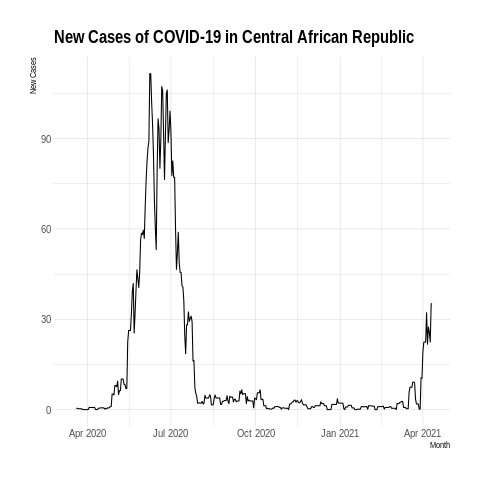 New Cases of COVID-19 in Central African Republic
New Cases
90
60
30
0
Apr 2020 Jul 2020 Oct 2020 Jan 2021 Apr 2021
Month